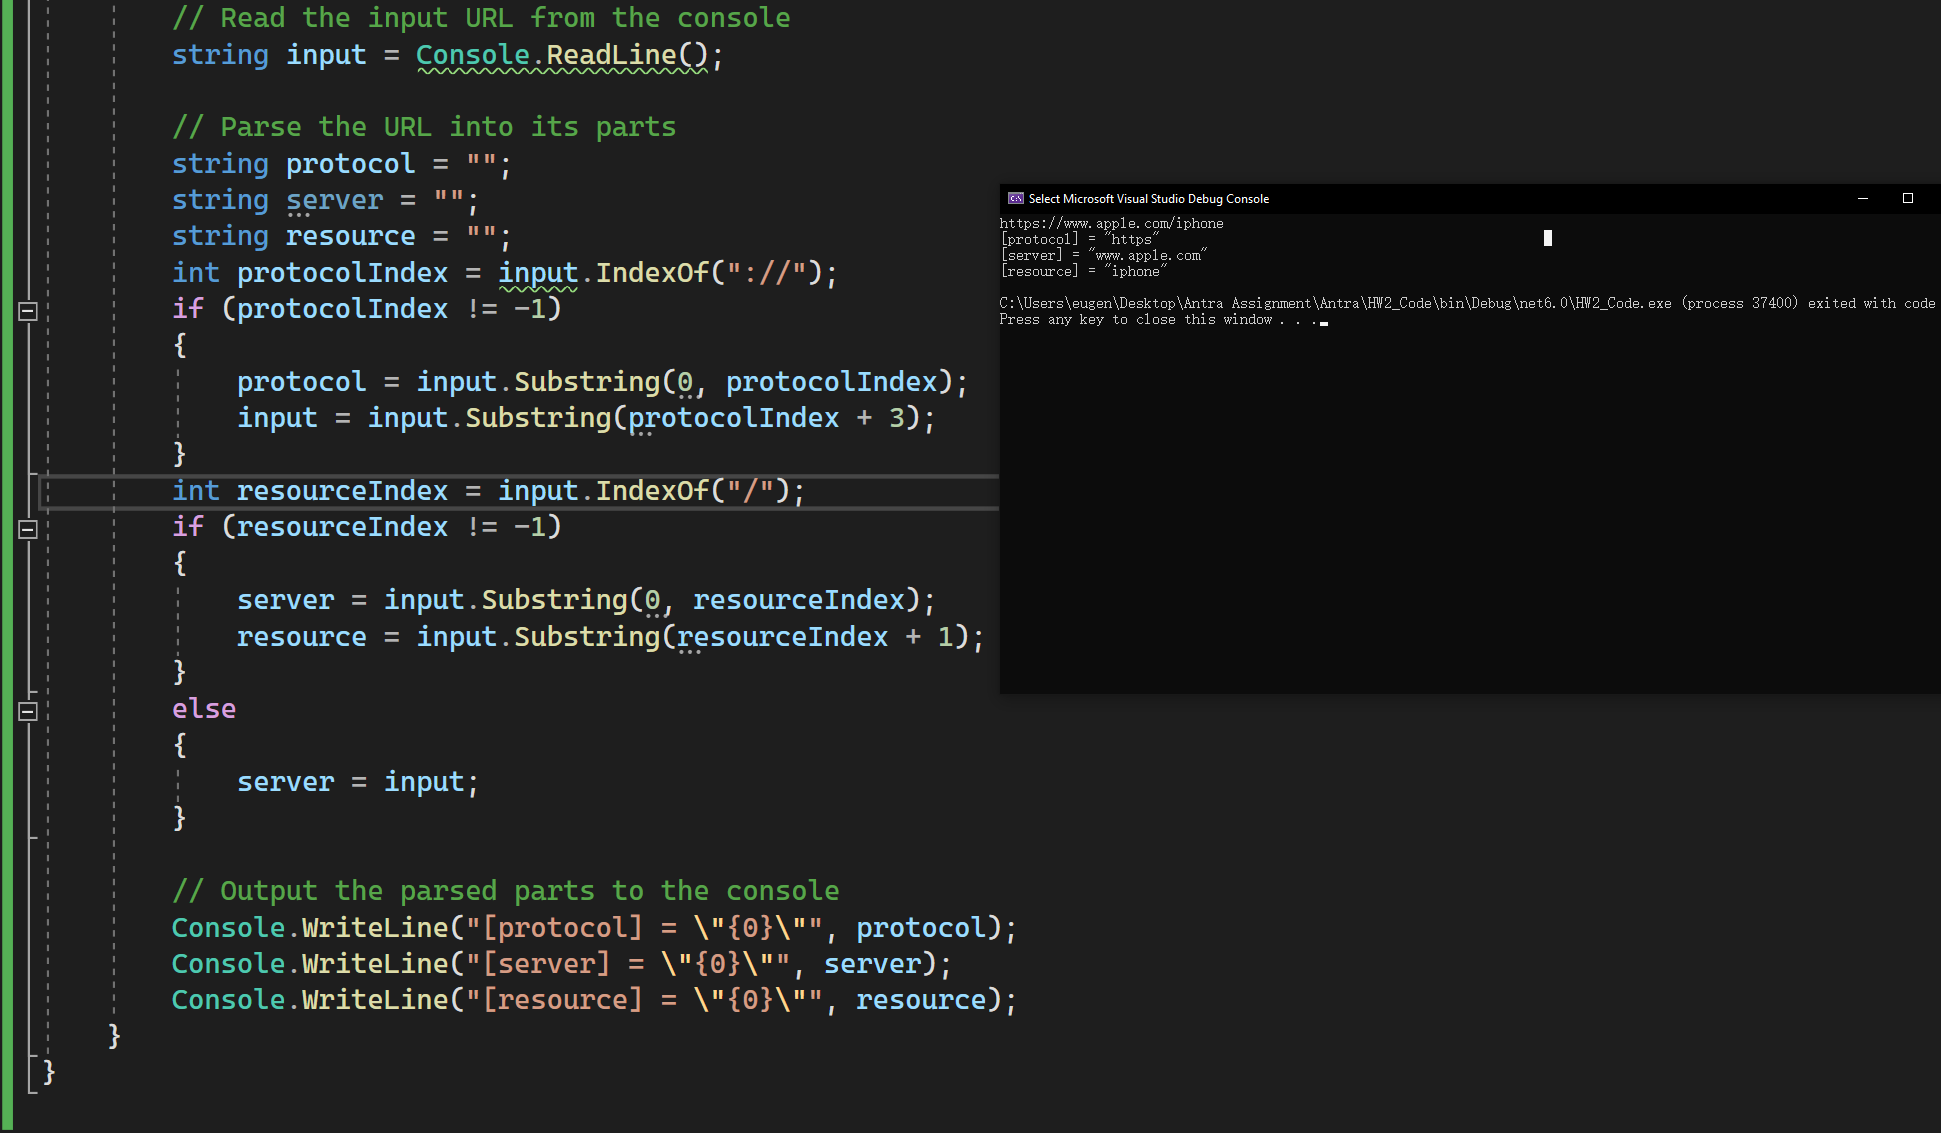 // Read the input URL from the console
string input = Console.ReadLine();
// Parse the URL into its parts
string protocol = "";
string server = "";
string resource = "";
int protocolIndex = input.IndexOf("://");
if (protocolIndex != -1)
{
protocol = input.Substring(0, protocolIndex);
input = input.Substring(protocolIndex + 3);
}
int resourceIndex = input.IndexOf("/");
if (resourceIndex != -1)
{
server = input.Substring(0, resourceIndex);
resource = input.Substring(resourceIndex + 1);
}
else
{
server = input;
}
// Output the parsed parts to the console
Console.WriteLine("[protocol] = \"{0}\"", protocol);
Console.WriteLine("[server] = \"{0}\"", server);
Console.WriteLine("[resource] = \"{0}\"", resource);
}
}
Select Microsoft Visual Studio Debug Console
https://www.apple.com/iphone
[protocol] = "https"
[server] = "www.apple.com"
[resource] = "iphone"
C:\Users\eugen\Desktop\Antra Assignment\Antra\HW2_Code\bin\Debug\net6.0\HW2_Code.exe (process 37400) exited with code
Press any key to close this window . . .